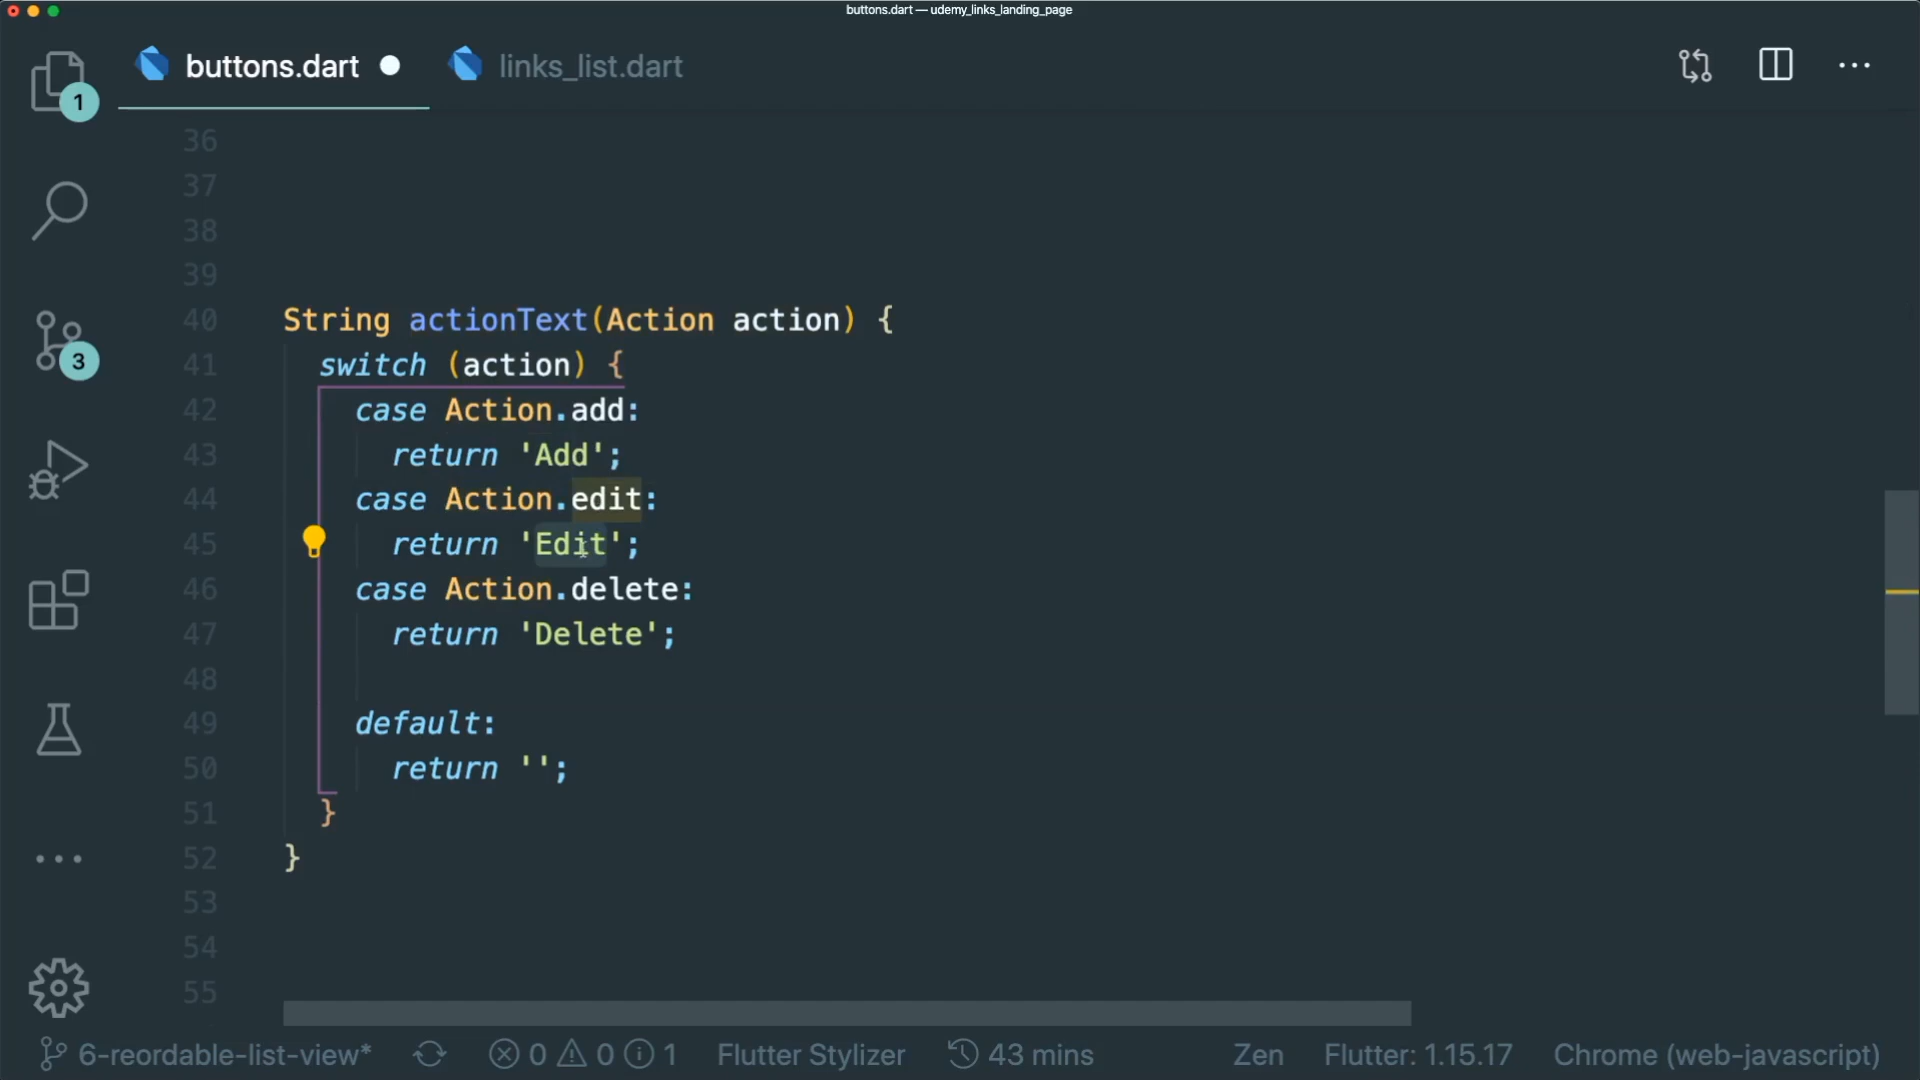 buttons.dart — udemy_links_landing_page
buttons.dart
links_list.dart
1
3
36
37
38
39
40 String actionText(Action action) {
41 switch (action) {
42 case Action.add:
43 return 'Add';
44 case Action.edit:
45 return 'Edit';
46 case Action.delete:
47 return 'Delete';
48
49 default:
50 return '';
51 }
52 }
53
54
55
6-reordable-list-view* 0 0 1 Flutter Stylizer 43 mins Zen Flutter: 1.15.17 Chrome (web-javascript)